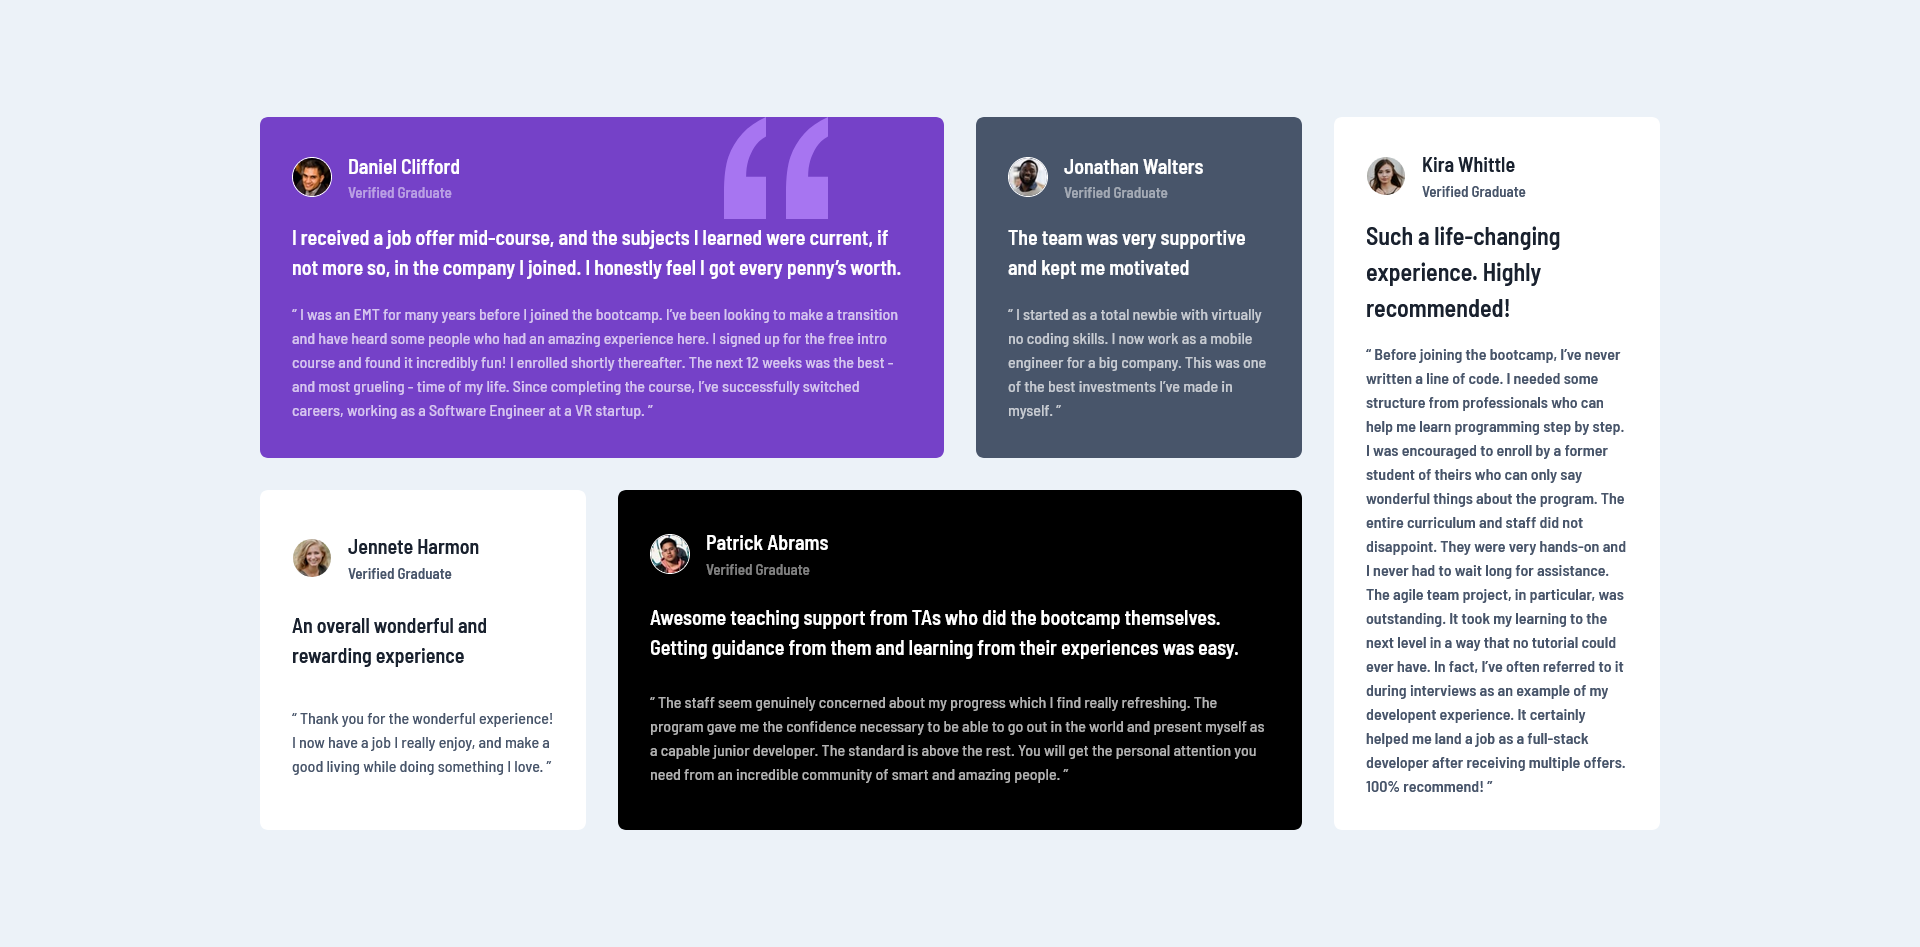 Daniel Clifford
Verified Graduate
I received a job offer mid-course, and the subjects I learned were current, if
not more so, in the company I joined. I honestly feel I got every penny’s worth.
“ I was an EMT for many years before I joined the bootcamp. I’ve been looking to make a transition
and have heard some people who had an amazing experience here. I signed up for the free intro
course and found it incredibly fun! I enrolled shortly thereafter. The next 12 weeks was the best -
and most grueling - time of my life. Since completing the course, I’ve successfully switched
careers, working as a Software Engineer at a VR startup. ”
Jonathan Walters
Verified Graduate
The team was very supportive
and kept me motivated
“ I started as a total newbie with virtually
no coding skills. I now work as a mobile
engineer for a big company. This was one
of the best investments I’ve made in
myself. ”
Kira Whittle
Verified Graduate
Such a life-changing
experience. Highly
recommended!
“ Before joining the bootcamp, I’ve never
written a line of code. I needed some
structure from professionals who can
help me learn programming step by step.
I was encouraged to enroll by a former
student of theirs who can only say
wonderful things about the program. The
entire curriculum and staff did not
disappoint. They were very hands-on and
I never had to wait long for assistance.
The agile team project, in particular, was
outstanding. It took my learning to the
next level in a way that no tutorial could
ever have. In fact, I’ve often referred to it
during interviews as an example of my
developent experience. It certainly
helped me land a job as a full-stack
developer after receiving multiple offers.
100% recommend! ”
Jennete Harmon
Verified Graduate
An overall wonderful and
rewarding experience
“ Thank you for the wonderful experience!
I now have a job I really enjoy, and make a
good living while doing something I love. ”
Patrick Abrams
Verified Graduate
Awesome teaching support from TAs who did the bootcamp themselves.
Getting guidance from them and learning from their experiences was easy.
“ The staff seem genuinely concerned about my progress which I find really refreshing. The
program gave me the confidence necessary to be able to go out in the world and present myself as
a capable junior developer. The standard is above the rest. You will get the personal attention you
need from an incredible community of smart and amazing people. ”